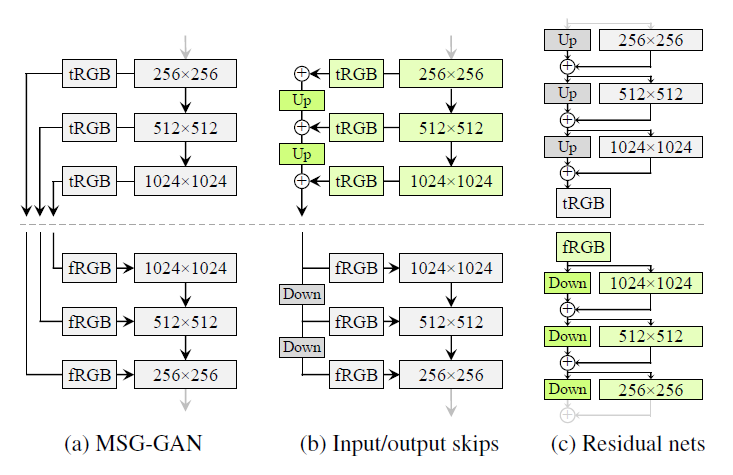 tRGB 256×256
tRGB 512×512
tRGB 1024×1024
fRGB 1024×1024
fRGB 512×512
fRGB 256×256
(a) MSG-GAN
tRGB 256×256
Up
tRGB 512×512
Up
tRGB 1024×1024
fRGB 1024×1024
Down
fRGB 512×512
Down
fRGB 256×256
(b) Input/output skips
Up 256×256
Up 512×512
Up 1024×1024
tRGB
fRGB
Down 1024×1024
Down 512×512
Down 256×256
(c) Residual nets